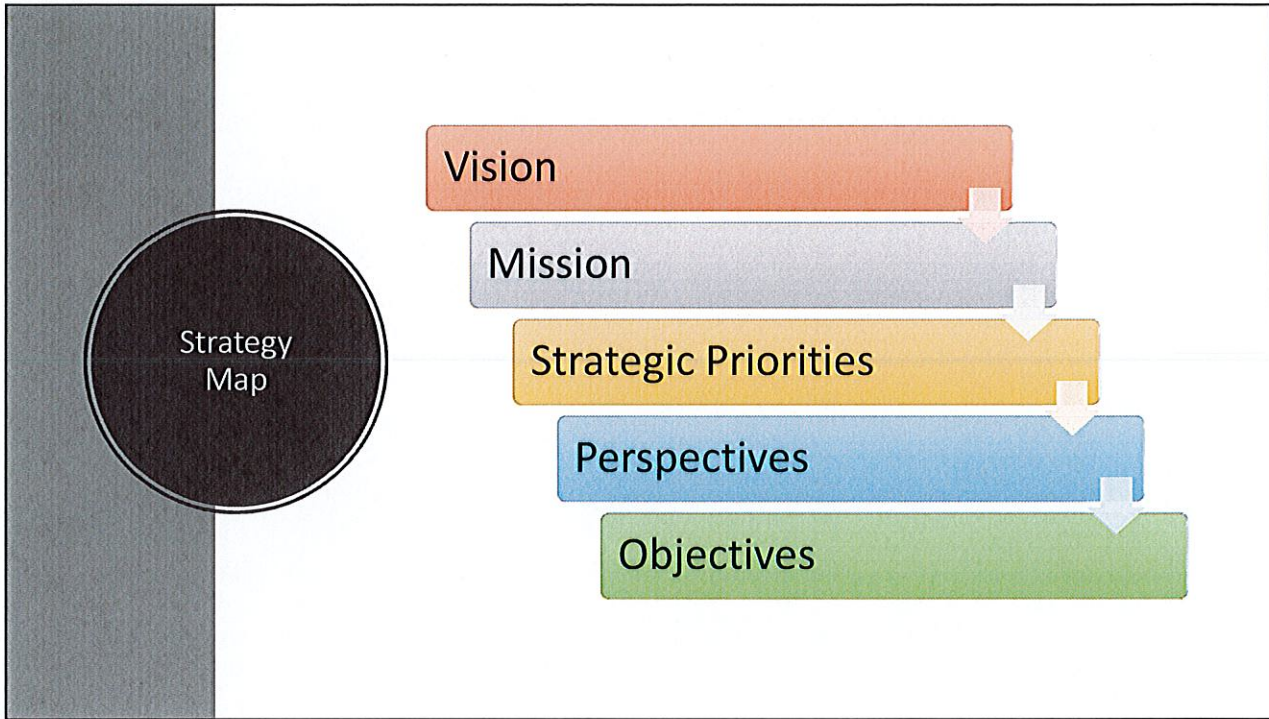 Strategy
Map
Vision
Mission
Strategic Priorities
Perspectives
Objectives